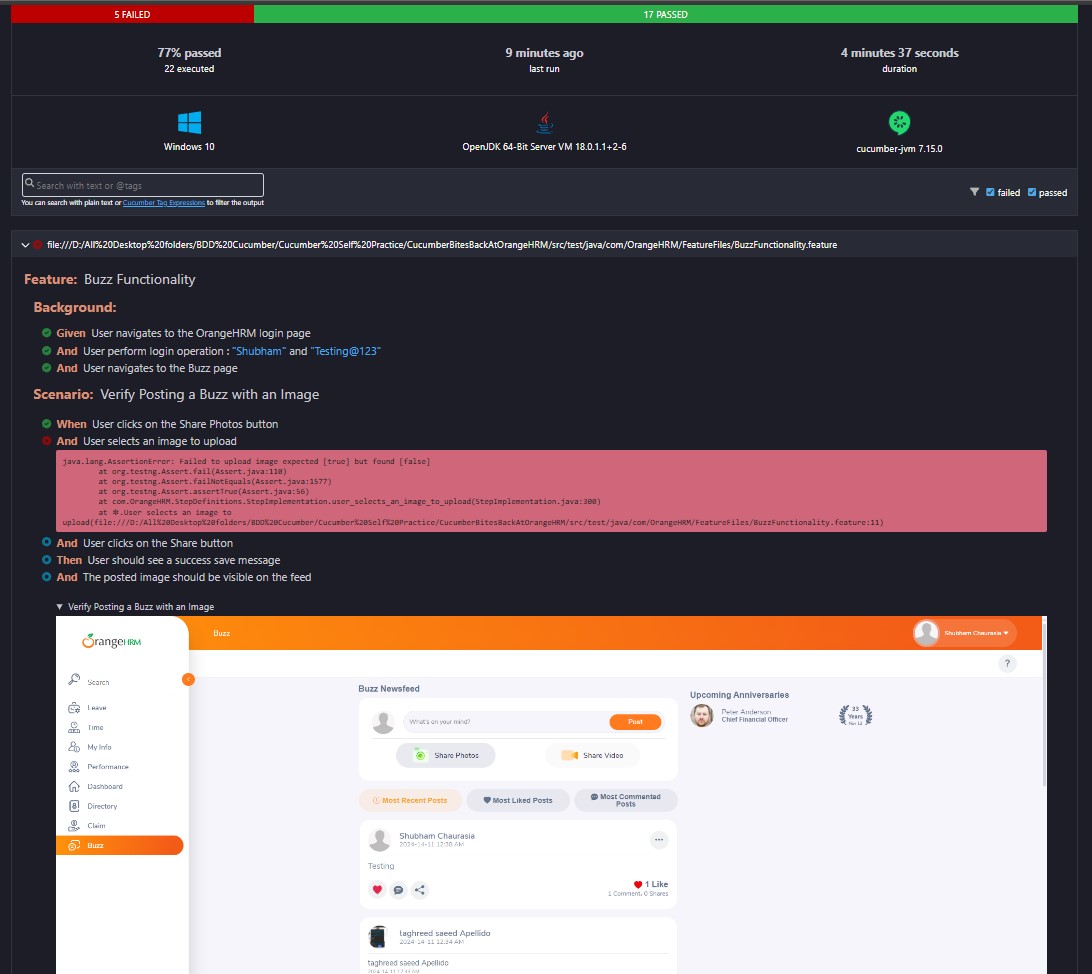 5 FAILED
17 PASSED
77% passed
9 minutes ago
4 minutes 37 seconds
22 executed
last run
duration
Windows 10
OpenJDK 64-Bit Server VM 18.0.1.1+2-6
cucumber-jvm 7.15.0
Search with text or @tags
You can search with plain text or Cucumber Tag Expressions to filter the output
failed
passed
file:///D:/All%20Desktop%20folders/BDD%20Cucumber/Cucumber%20Self%20Practice/CucumberBitesBackAtOrangeHRM/src/test/java/com/OrangeHRM/FeatureFiles/BuzzFunctionality.feature
Feature: Buzz Functionality
Background:
Given User navigates to the OrangeHRM login page
And User perform login operation : "Shubham" and "Testing@123"
And User navigates to the Buzz page
Scenario: Verify Posting a Buzz with an Image
When User clicks on the Share Photos button
And User selects an image to upload
java.lang.AssertionError: Failed to upload image expected [true] but found [false]
at org.testng.Assert.fail(Assert.java:110)
at org.testng.Assert.failNotEquals(Assert.java:1577)
at org.testng.Assert.assertTrue(Assert.java:56)
at com.OrangeHRM.StepDefinitions.StepImplementation.user_selects_an_image_to_upload(StepImplementation.java:300)
at ✽.User selects an image to
upload(file:///D:/All%20Desktop%20folders/BDD%20Cucumber/Cucumber%20Self%20Practice/CucumberBitesBackAtOrangeHRM/src/test/java/com/OrangeHRM/FeatureFiles/BuzzFunctionality.feature:11)
And User clicks on the Share button
Then User should see a success save message
And The posted image should be visible on the feed
Verify Posting a Buzz with an Image
OrangeHRM
Buzz
Shubham Chaurasia
?
Search
Leave
Time
My Info
Performance
Dashboard
Directory
Claim
Buzz
Buzz Newsfeed
What's on your mind?
Post
Share Photos
Share Video
Most Recent Posts
Most Liked Posts
Most Commented
Posts
Upcoming Anniversaries
Peter Anderson
Chief Financial Officer
33
Years
Nov 12
Shubham Chaurasia
2024-14-11 12:38 AM
Testing
1 Like
1 Comment, 0 Shares
taghreed saeed Apellido
2024-14-11 12:34 AM
taghreed saeed Apellido